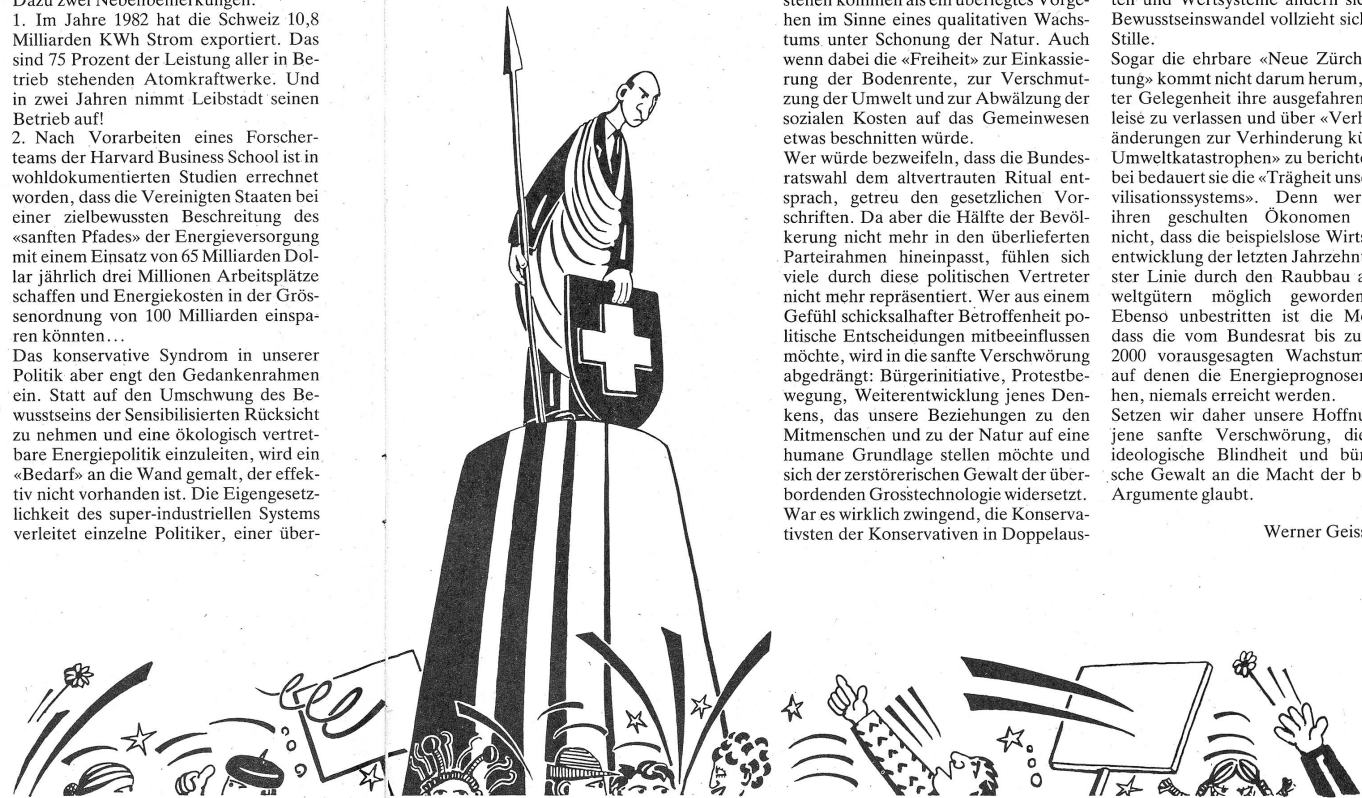 Dazu zwei Nebenbemerkungen:
1. Im Jahre 1982 hat die Schweiz 10,8
Milliarden KWh Strom exportiert. Das
sind 75 Prozent der Leistung aller in Be-
trieb stehenden Atomkraftwerke. Und
in zwei Jahren nimmt Leibstadt seinen
Betrieb auf!
2. Nach Vorarbeiten eines Forscher-
teams der Harvard Business School ist in
wohldokumentierten Studien errechnet
worden, dass die Vereinigten Staaten bei
einer zielbewussten Beschreitung des
«sanften Pfades» der Energieversorgung
mit einem Einsatz von 65 Milliarden Dol-
lar jährlich drei Millionen Arbeitsplätze
schaffen und Energiekosten in der Grös-
senordnung von 100 Milliarden einspa-
ren könnten...
Das konservative Syndrom in unserer
Politik aber engt den Gedankenrahmen
ein. Statt auf den Umschwung des Be-
wusstseins der Sensibilisierten Rücksicht
zu nehmen und eine ökologisch vertret-
bare Energiepolitik einzuleiten, wird ein
«Bedarf» an die Wand gemalt, der effek-
tiv nicht vorhanden ist. Die Eigengesetz-
lichkeit des super-industriellen Systems
verleitet einzelne Politiker, einer über-
stehen kommen als ein überlegtes Vorge-
hen im Sinne eines qualitativen Wachs-
tums unter Schonung der Natur. Auch
wenn dabei die «Freiheit» zur Einkassie-
rung der Bodenrente, zur Verschmut-
zung der Umwelt und zur Abwälzung der
sozialen Kosten auf das Gemeinwesen
etwas beschnitten würde.
Wer würde bezweifeln, dass die Bundes-
ratswahl dem altvertrauten Ritual ent-
sprach, getreu den gesetzlichen Vor-
schriften. Da aber die Hälfte der Bevöl-
kerung nicht mehr in den überlieferten
Parteirahmen hineinpasst, fühlen sich
viele durch diese politischen Vertreter
nicht mehr repräsentiert. Wer aus einem
Gefühl schicksalhafter Betroffenheit po-
litische Entscheidungen mitbeeinflussen
möchte, wird in die sanfte Verschwörung
abgedrängt: Bürgerinitiative, Protestbe-
wegung, Weiterentwicklung jenes Den-
kens, das unsere Beziehungen zu den
Mitmenschen und zu der Natur auf eine
humane Grundlage stellen möchte und
sich der zerstörerischen Gewalt der über-
bordenden Grosstechnologie widersetzt.
War es wirklich zwingend, die Konserva-
tivsten der Konservativen in Doppelaus-
ten und Wertsysteme ändern
Bewusstseinswandel vollzieht sich
Stille.
Sogar die ehrbare «Neue Zürch
tung» kommt nicht darum herum,
ter Gelegenheit ihre ausgefahren
leise zu verlassen und über «Verh
änderungen zur Verhinderung kü
Umweltkatastrophen» zu berichte
bei bedauert sie die «Trägheit uns
vilisationssystems». Denn wer
ihren geschulten Ökonomen
nicht, dass die beispielslose Wirts
entwicklung der letzten Jahrzehn
ster Linie durch den Raubbau a
weltgütern möglich geworden
Ebenso unbestritten ist die M
dass die vom Bundesrat bis zu
2000 vorausgesagten Wachstum
auf denen die Energieprognosen
hen, niemals erreicht werden.
Setzen wir daher unsere Hoffnu
jene sanfte Verschwörung, die
ideologische Blindheit und bür
sche Gewalt an die Macht der b
Argumente glaubt.
Werner Geiss